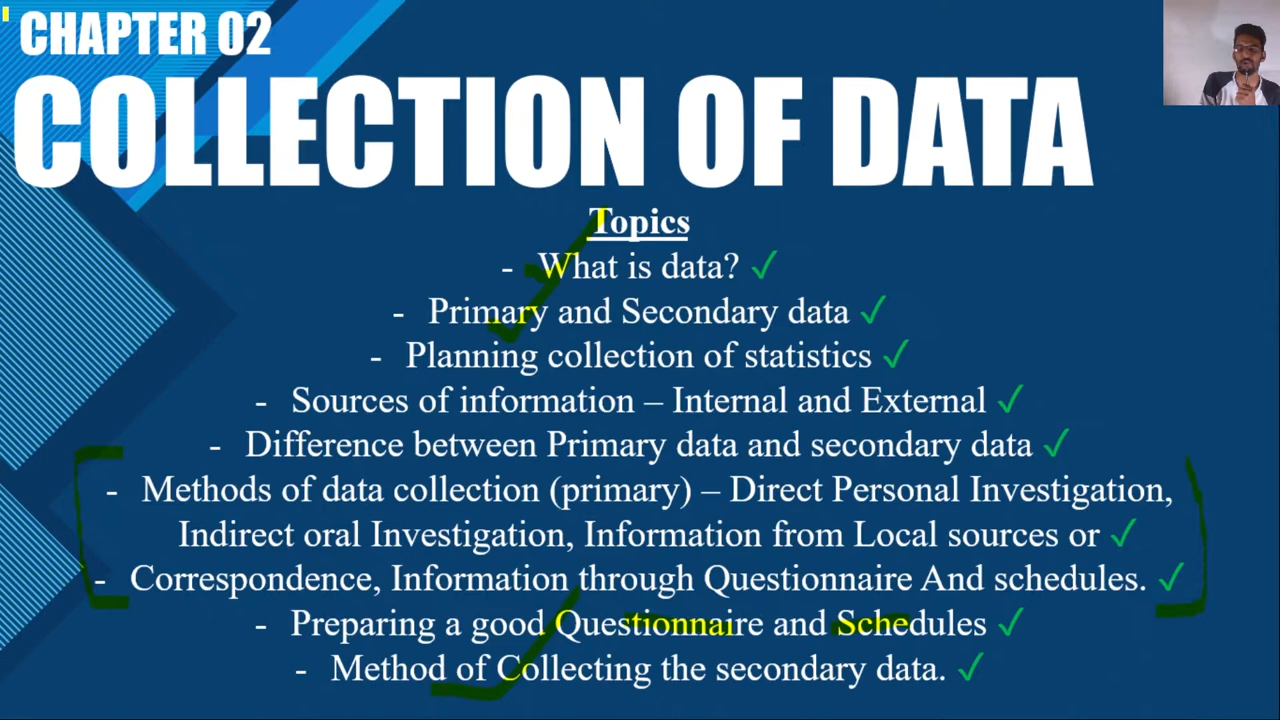 CHAPTER 02
COLLECTION OF DATA
Topics
- What is data? ✓
- Primary and Secondary data ✓
- Planning collection of statistics ✓
- Sources of information – Internal and External ✓
- Difference between Primary data and secondary data ✓
- Methods of data collection (primary) – Direct Personal Investigation,
Indirect oral Investigation, Information from Local sources or ✓
- Correspondence, Information through Questionnaire And schedules. ✓
- Preparing a good Questionnaire and Schedules ✓
- Method of Collecting the secondary data. ✓